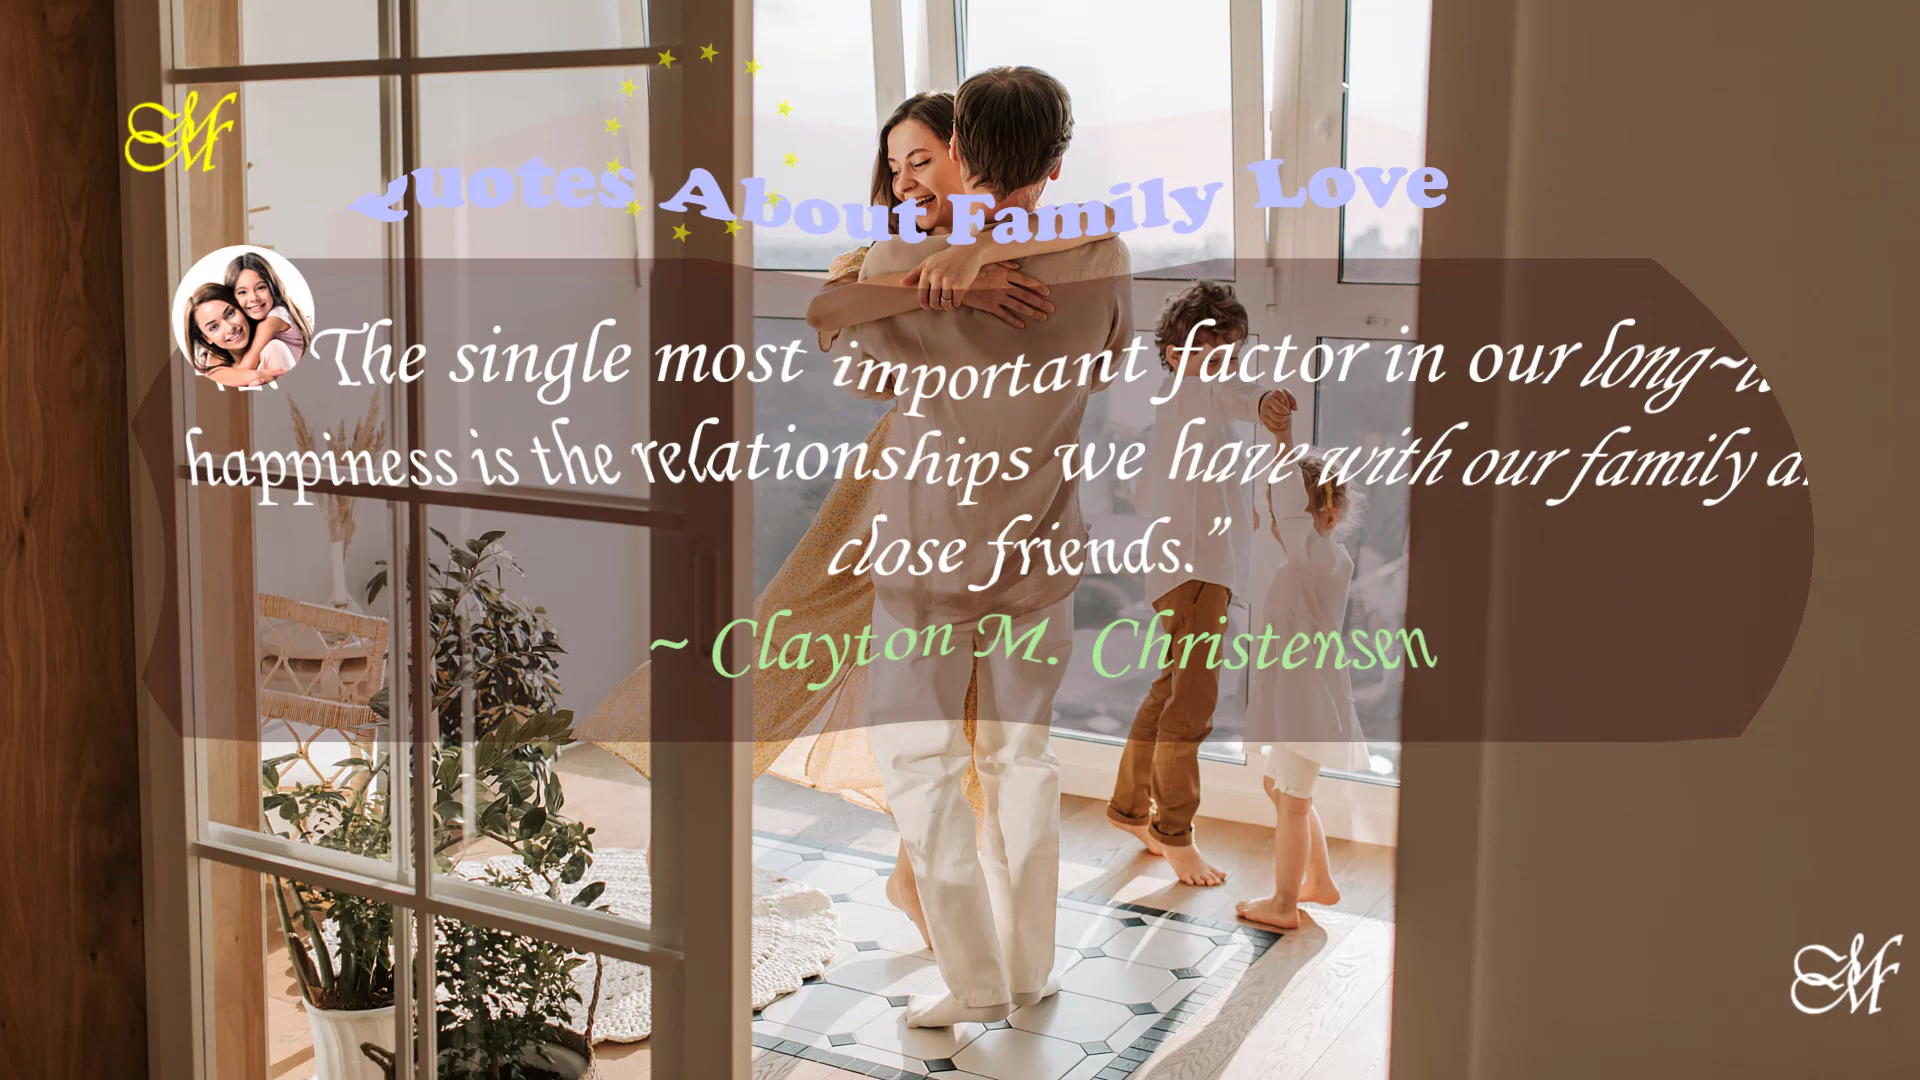 Quotes About Family Love
“The single most important factor in our
happiness is the relationships we have with our family
close friends.”
~ Clayton M. Christensen